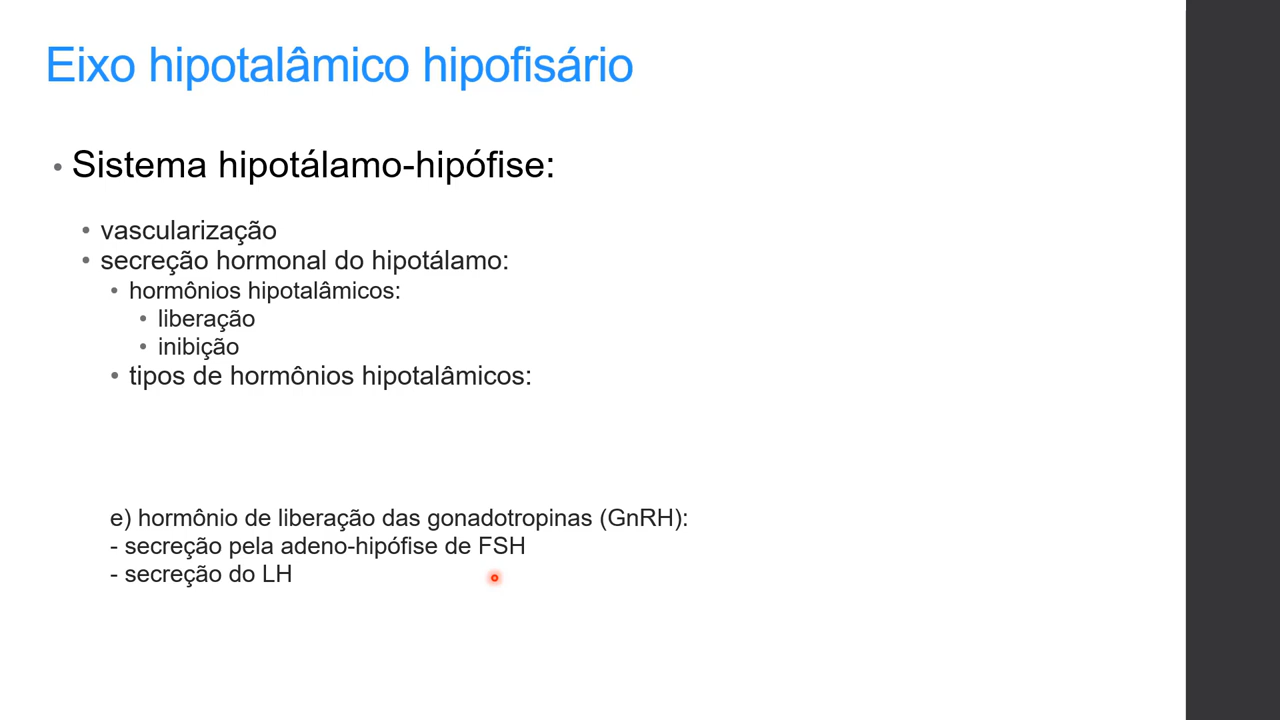 Eixo hipotalâmico hipofisário
• Sistema hipotálamo-hipófise:
• vascularização
• secreção hormonal do hipotálamo:
• hormônios hipotalâmicos:
• liberação
• inibição
• tipos de hormônios hipotalâmicos:
e) hormônio de liberação das gonadotropinas (GnRH):
- secreção pela adeno-hipófise de FSH
- secreção do LH